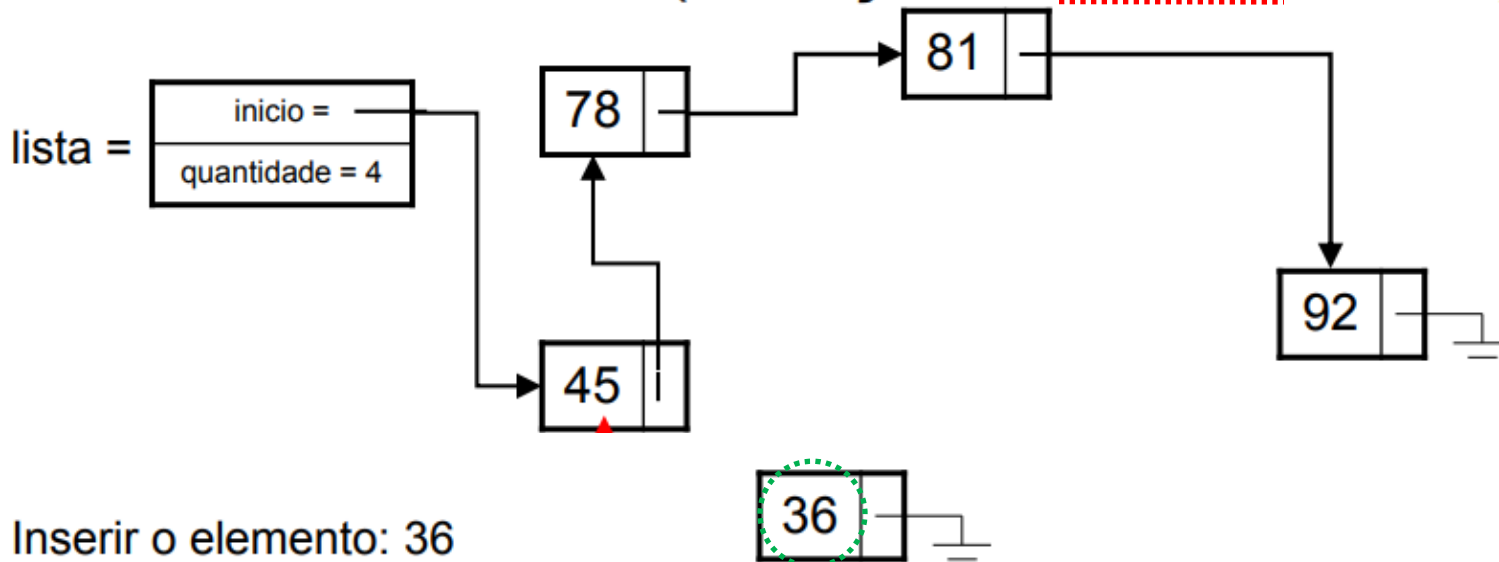 81
78
inicio =
lista =
quantidade = 4
92
45
36
Inserir o elemento: 36